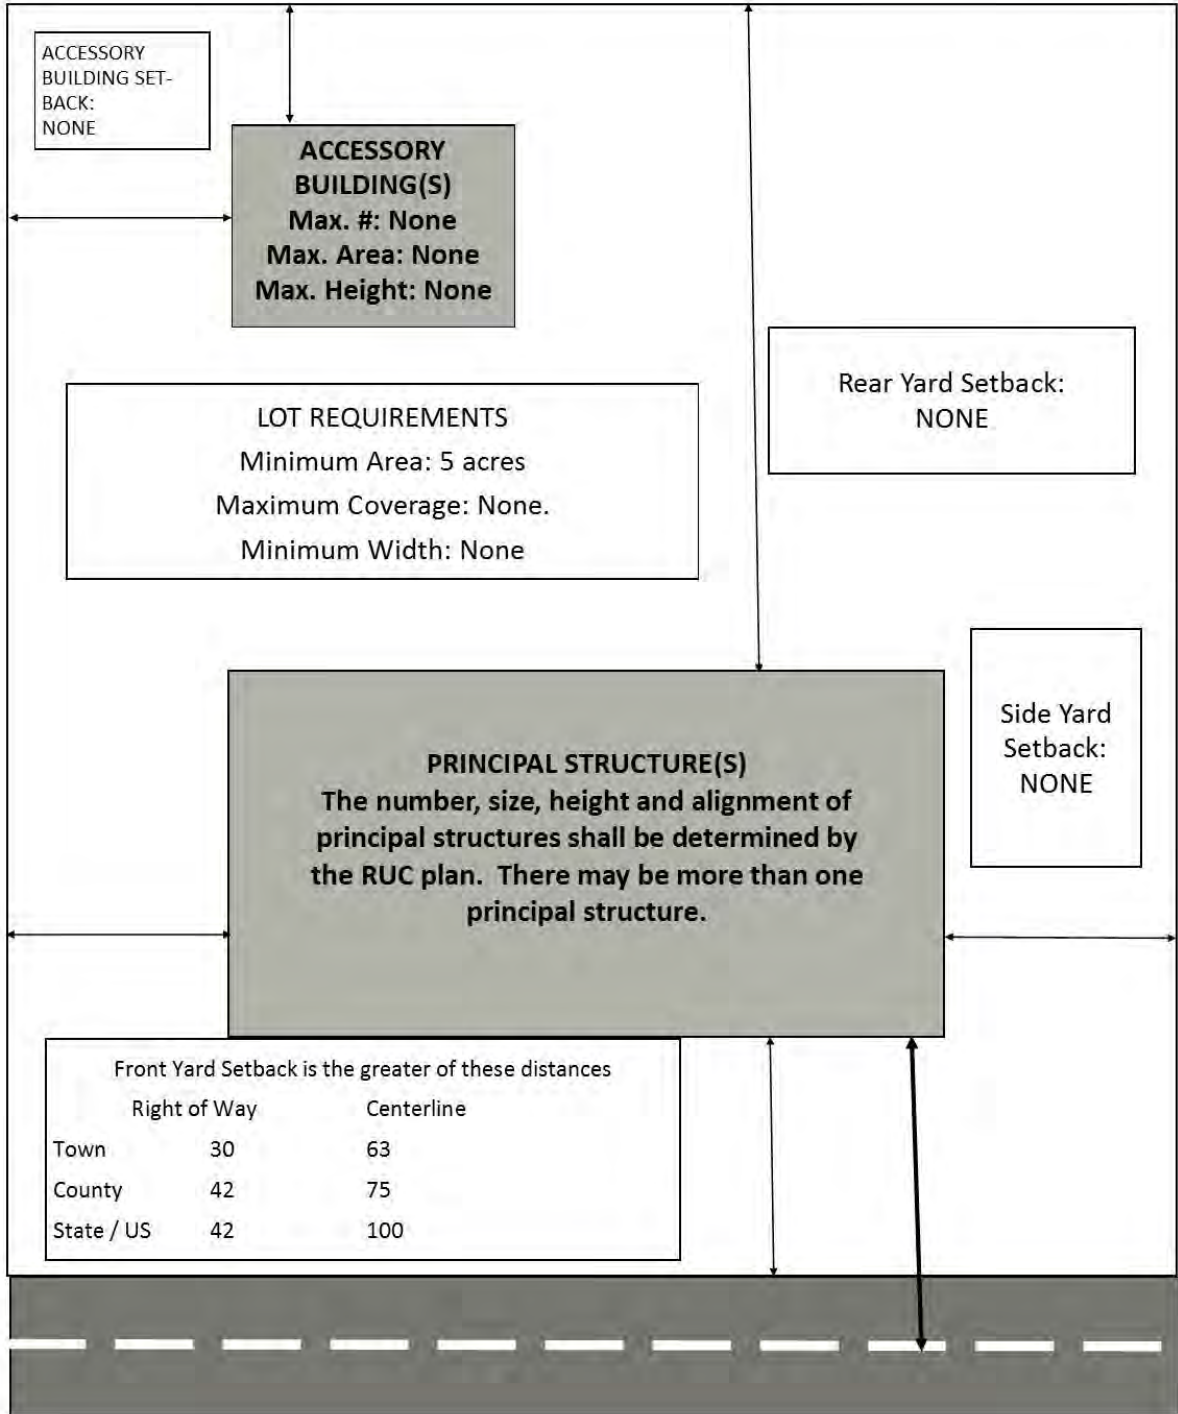 ACCESSORY
BUILDING SET-
BACK:
NONE
ACCESSORY
BUILDING(S)
Max. #: None
Max. Area: None
Max. Height: None
Rear Yard Setback:
NONE
LOT REQUIREMENTS
Minimum Area: 5 acres
Maximum Coverage: None.
Minimum Width: None
Side Yard
Setback:
NONE
PRINCIPAL STRUCTURE(S)
The number, size, height and alignment of
principal structures shall be determined by
the RUC plan.  There may be more than one
principal structure.
Front Yard Setback is the greater of these distances
Right of Way Centerline
Town 30 63
County 42 75
State / US 42 100